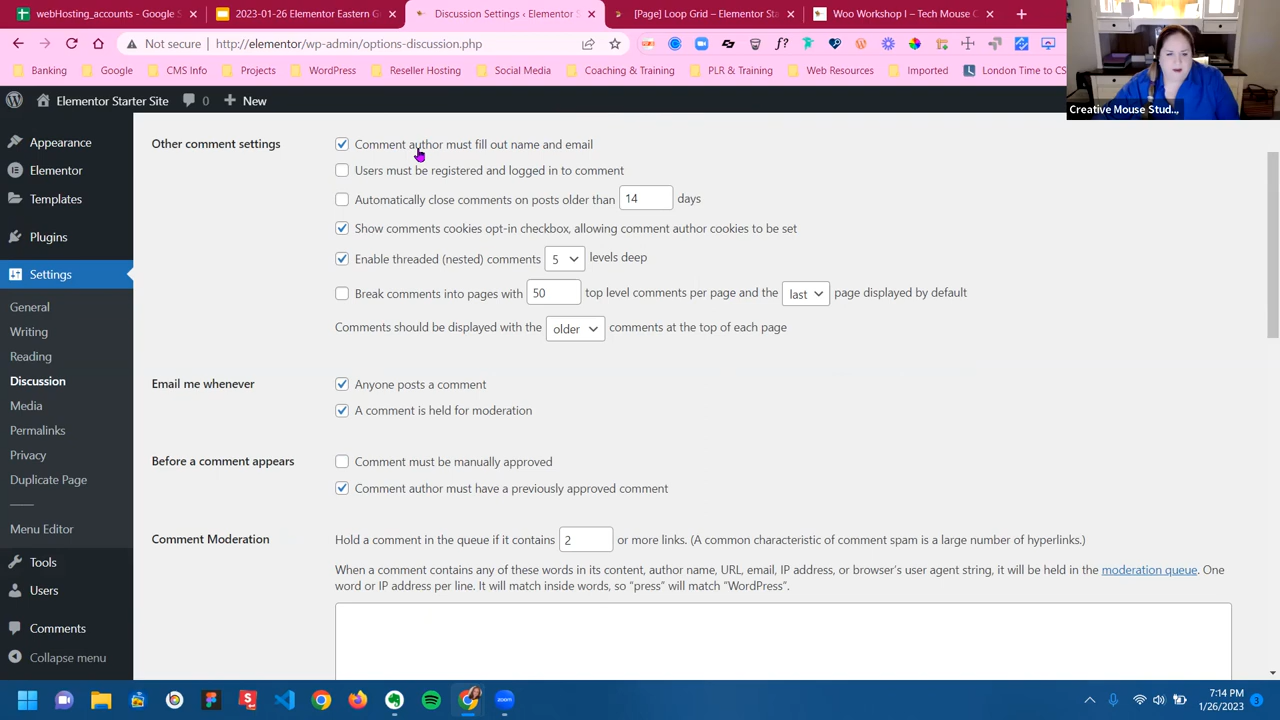 webHosting_accounts - Google S
2023-01-26 Elementor Eastern Gr
Discussion Settings ‹ Elementor S
[Page] Loop Grid – Elementor Sta
Woo Workshop I – Tech Mouse C
Not secure | http://elementor/wp-admin/options-discussion.php
Banking
Google
CMS Info
Projects
WordPress
Social Media
Coaching & Training
PLR & Training
Web Resources
Imported
London Time to CS
Creative Mouse Stud...
Elementor Starter Site
0
New
Appearance
Elementor
Templates
Plugins
Settings
General
Writing
Reading
Discussion
Media
Permalinks
Privacy
Duplicate Page
Menu Editor
Tools
Users
Comments
Collapse menu
Other comment settings
Comment author must fill out name and email
Users must be registered and logged in to comment
Automatically close comments on posts older than 14 days
Show comments cookies opt-in checkbox, allowing comment author cookies to be set
Enable threaded (nested) comments 5 levels deep
Break comments into pages with 50 top level comments per page and the last page displayed by default
Comments should be displayed with the older comments at the top of each page
Email me whenever
Anyone posts a comment
A comment is held for moderation
Before a comment appears
Comment must be manually approved
Comment author must have a previously approved comment
Comment Moderation
Hold a comment in the queue if it contains 2 or more links. (A common characteristic of comment spam is a large number of hyperlinks.)
When a comment contains any of these words in its content, author name, URL, email, IP address, or browser's user agent string, it will be held in the moderation queue. One
word or IP address per line. It will match inside words, so "press" will match "WordPress".
zoom
7:14 PM
1/26/2023
3